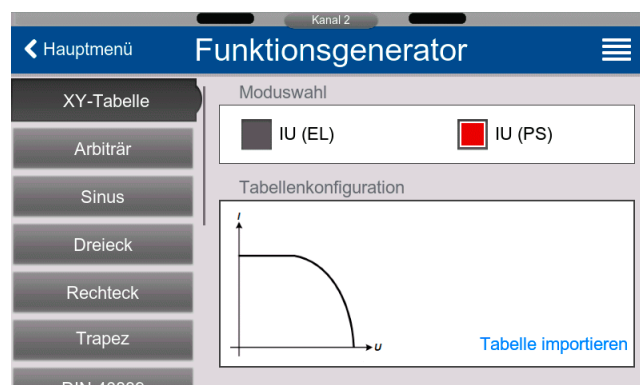 Kanal 2
Hauptmenü
Funktionsgenerator
XY-Tabelle
Arbiträr
Sinus
Dreieck
Rechteck
Trapez
Moduswahl
IU (EL)
IU (PS)
Tabellenkonfiguration
I
U
Tabelle importieren